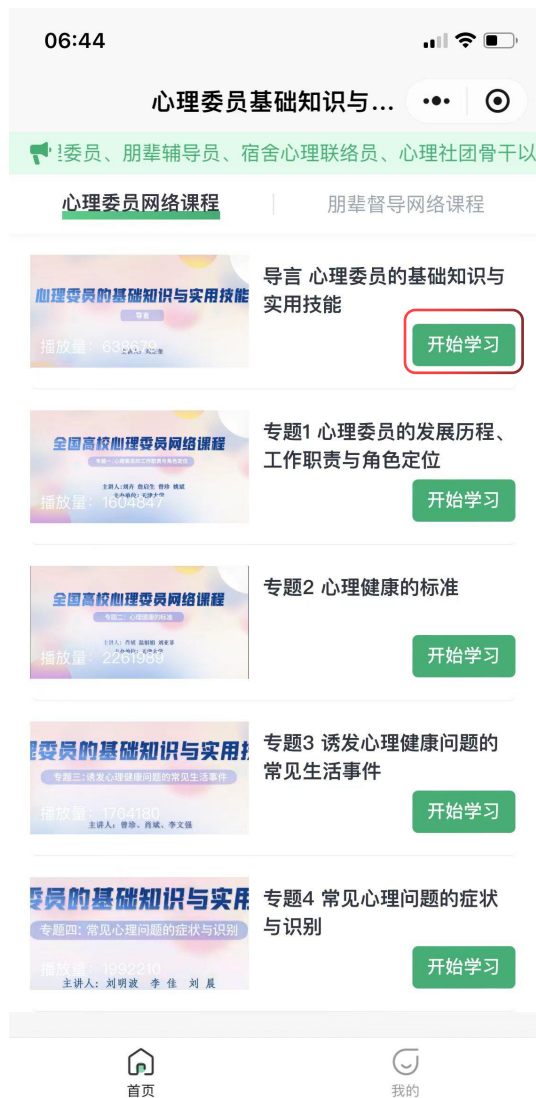 06:44
心理委员基础知识与...
委员、朋辈辅导员、宿舍心理联络员、心理社团骨干以
心理委员网络课程
朋辈督导网络课程
心理委员的基础知识与实用技能
导言
播放量：638679
导言 心理委员的基础知识与
实用技能
开始学习
全国高校心理委员网络课程
播放量：1604847
专题1 心理委员的发展历程、
工作职责与角色定位
开始学习
全国高校心理委员网络课程
专题二：心理健康的标准
播放量：2261989
专题2 心理健康的标准
开始学习
委员的基础知识与实用技
专题三：诱发心理健康问题的常见生活事件
播放量：1764180
主讲人：曾珍、肖斌、李文强
专题3 诱发心理健康问题的
常见生活事件
开始学习
委员的基础知识与实用
专题四：常见心理问题的症状与识别
播放量：1992210
主讲人：刘明波 李佳 刘晨
专题4 常见心理问题的症状
与识别
开始学习
首页
我的